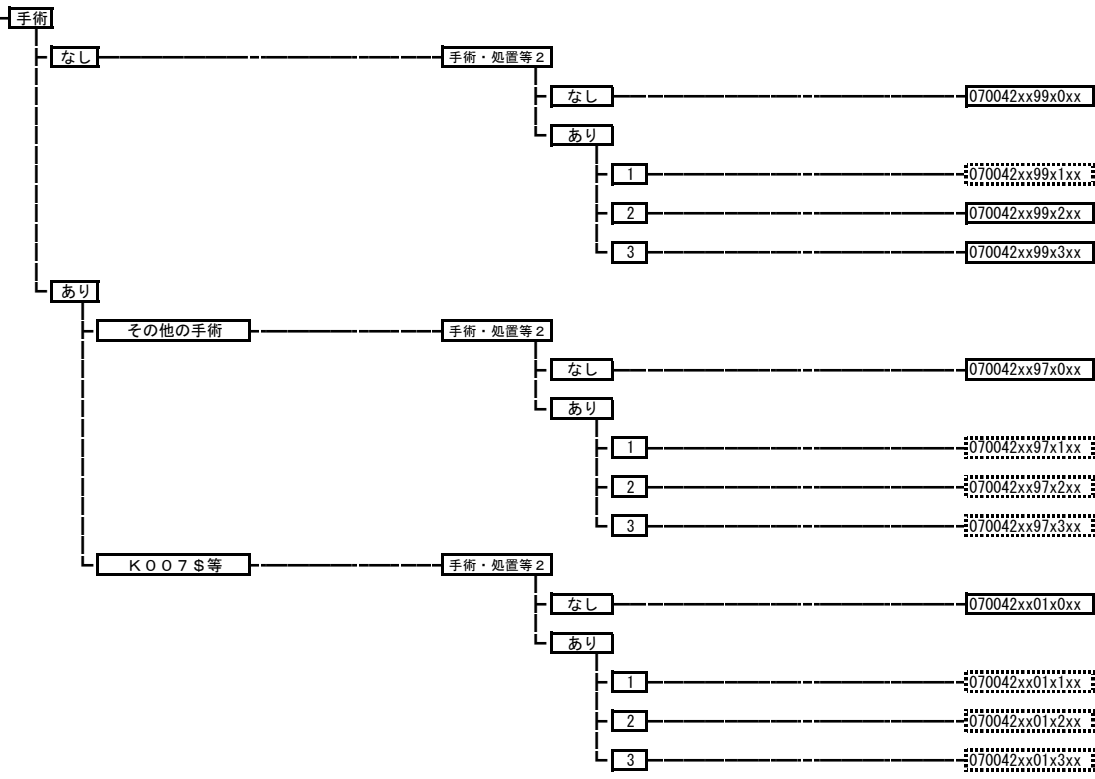 手術
なし 手術・処置等２
なし 070042xx99x0xx
あり
1 070042xx99x1xx
2 070042xx99x2xx
3 070042xx99x3xx
あり
その他の手術 手術・処置等２
なし 070042xx97x0xx
あり
1 070042xx97x1xx
2 070042xx97x2xx
3 070042xx97x3xx
Ｋ００７＄等 手術・処置等２
なし 070042xx01x0xx
あり
1 070042xx01x1xx
2 070042xx01x2xx
3 070042xx01x3xx